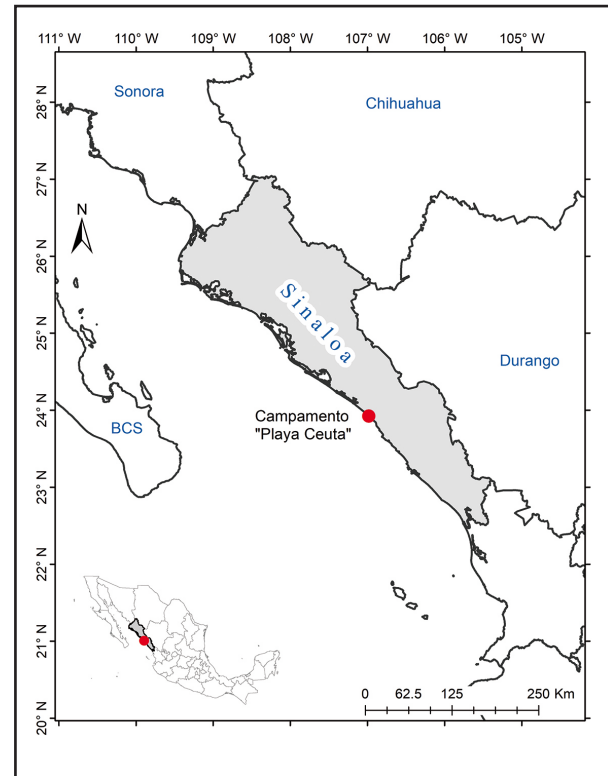 111° W 110° W 109° W 108° W 107° W 106° W 105° W
28° N
27° N
26° N
25° N
24° N
23° N
22° N
21° N
20° N
Sonora
Chihuahua
N
Sinaloa
Durango
Campamento
"Playa Ceuta"
BCS
0 62.5 125 250 Km